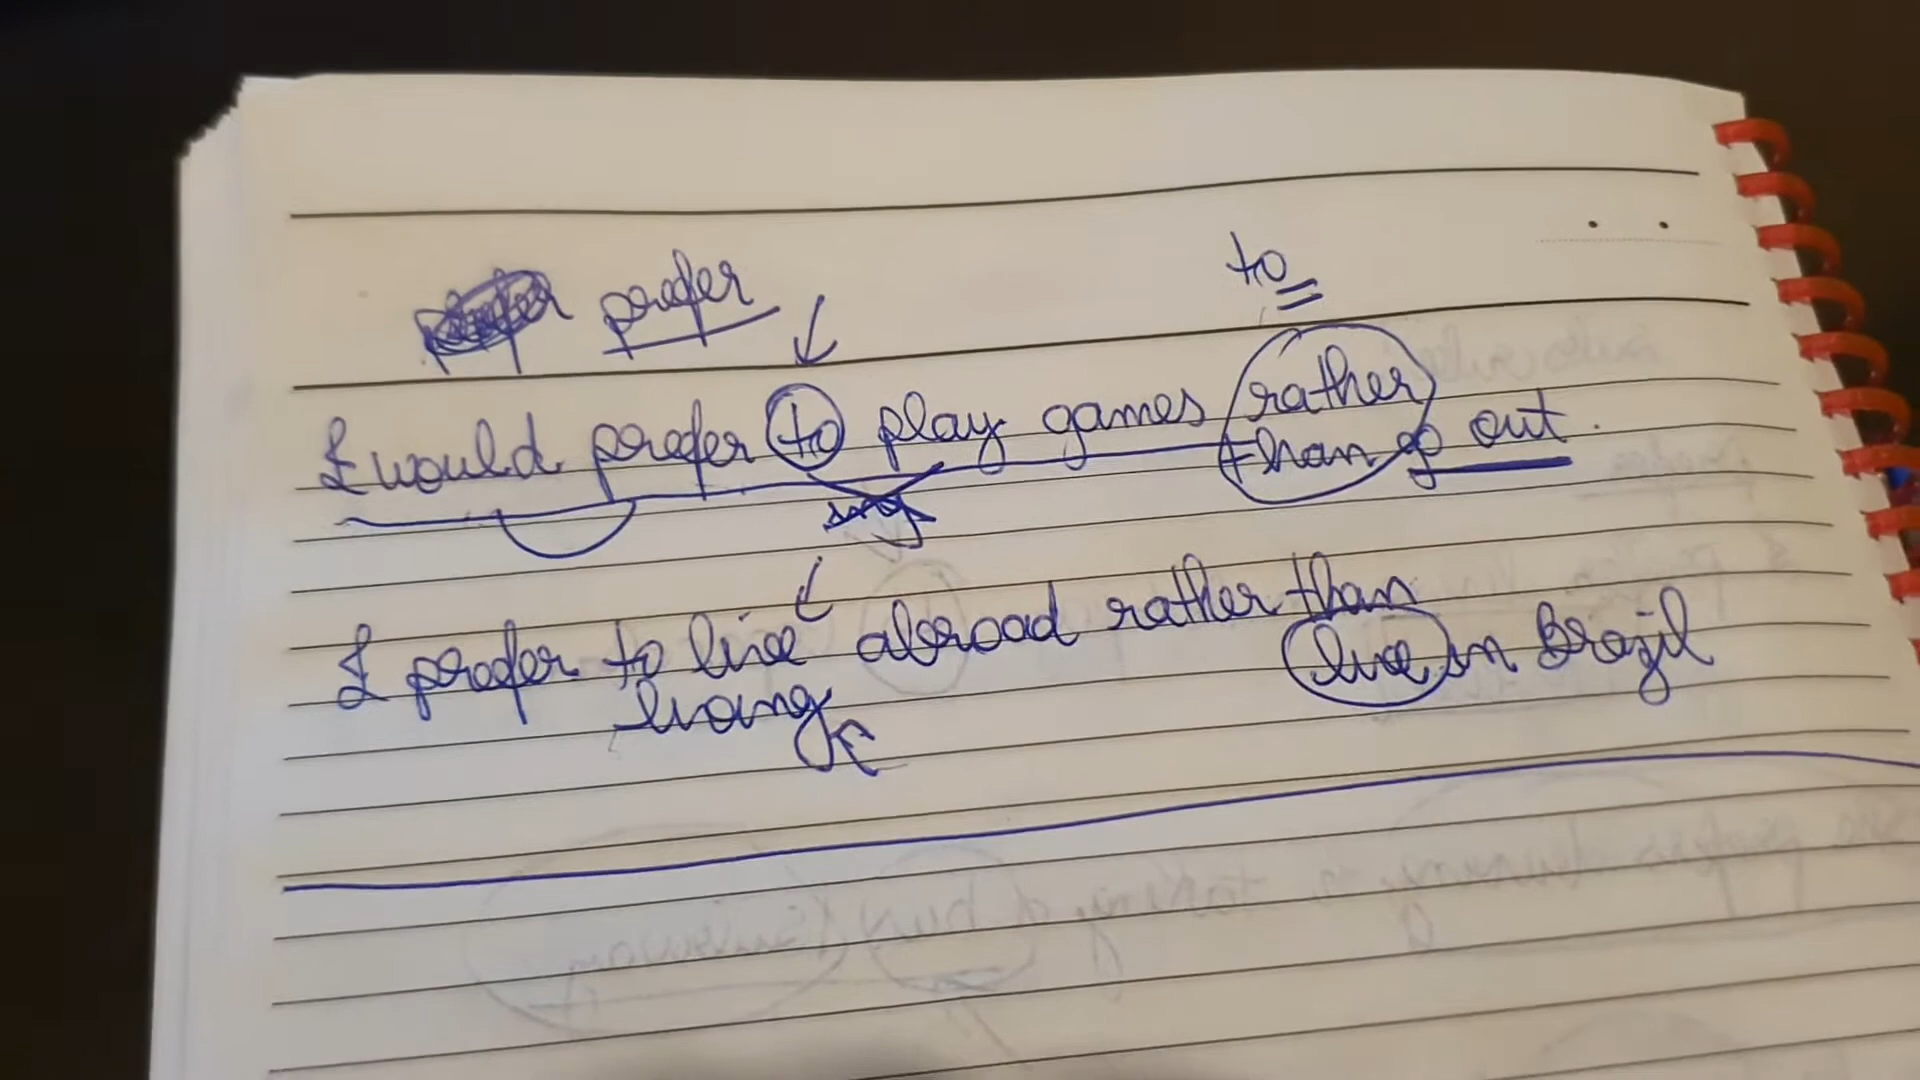 prefer to
I would prefer to play games rather
than go out.
I prefer to live abroad rather than
living live in Brazil